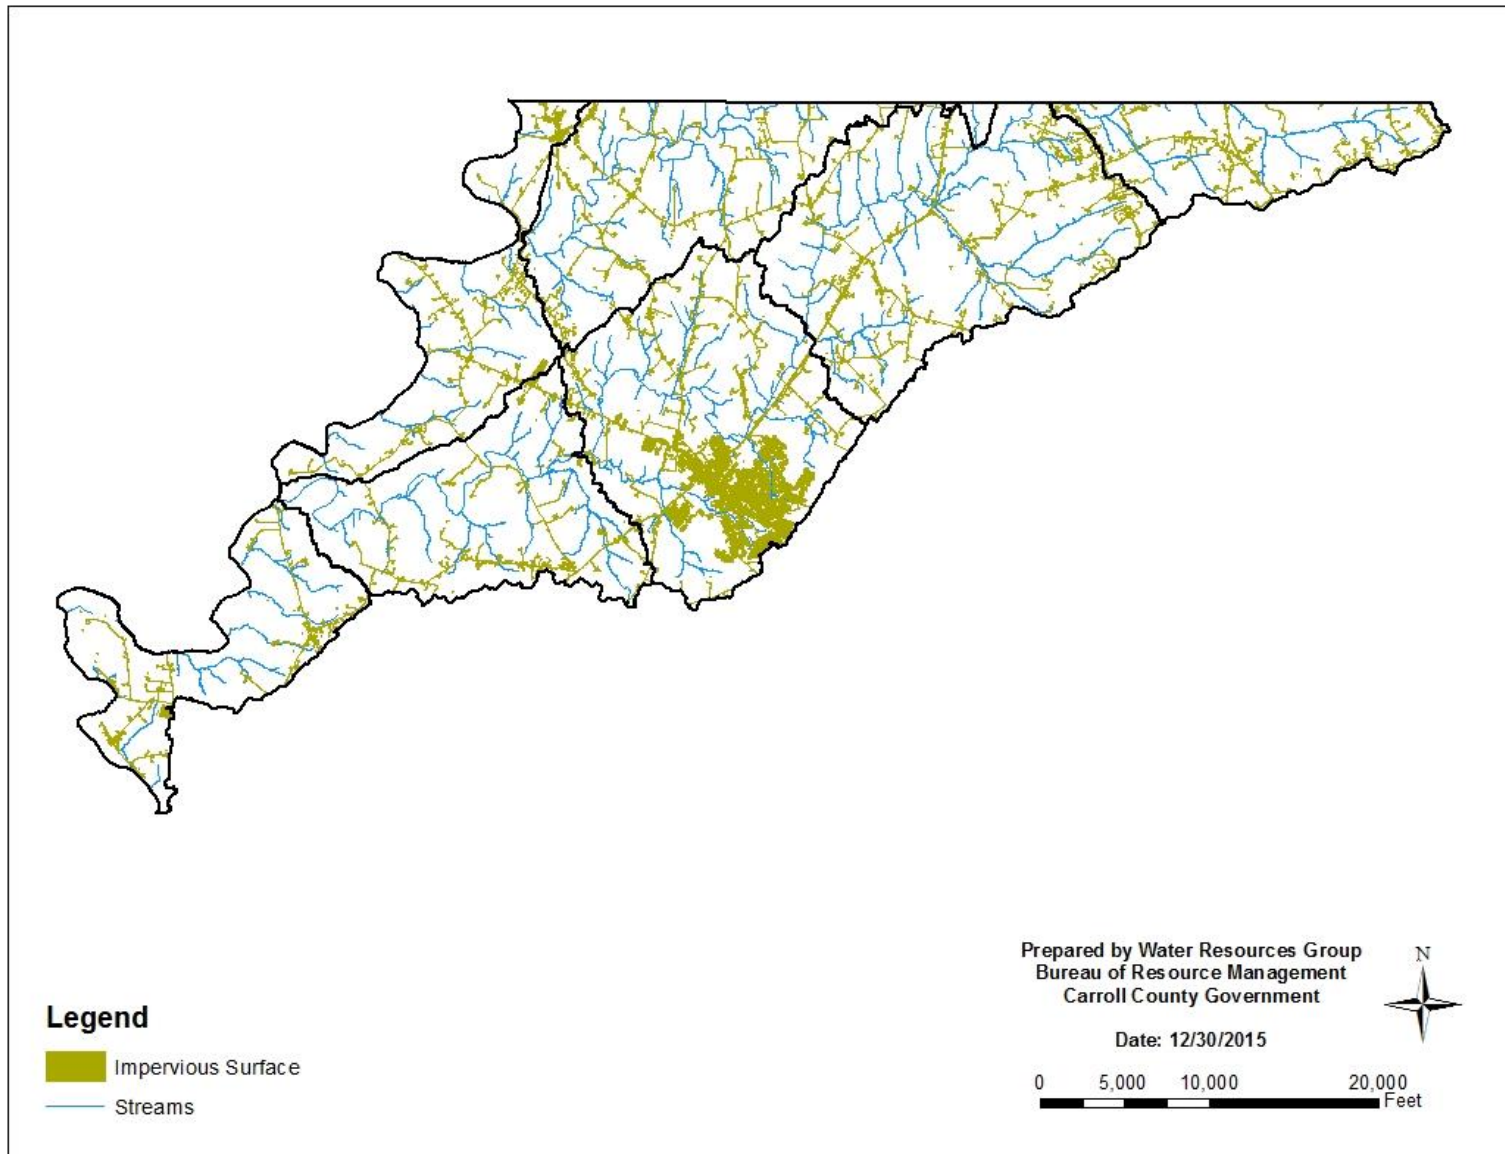 Prepared by Water Resources Group
Bureau of Resource Management
Carroll County Government
N
Date: 12/30/2015
0 5,000 10,000 20,000
Feet
Legend
Impervious Surface
Streams